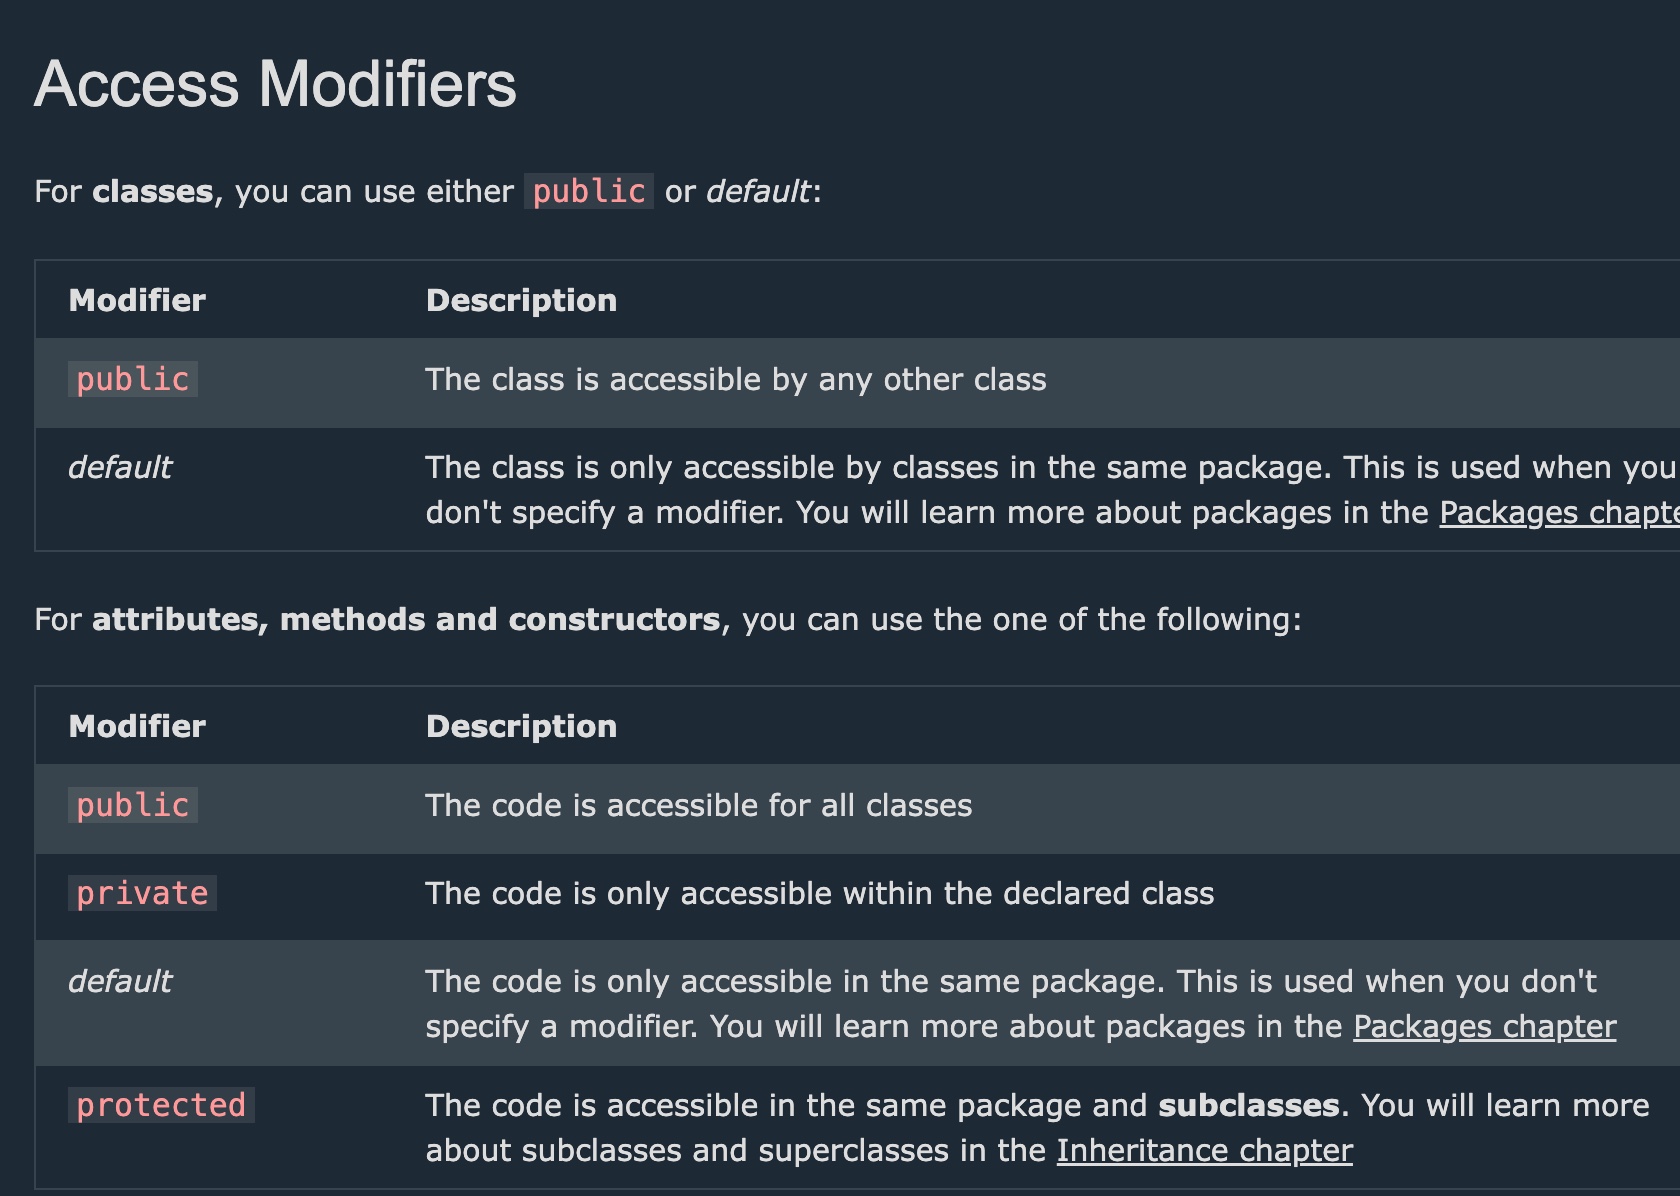 Access Modifiers
For classes, you can use either public or default:
Modifier Description
public The class is accessible by any other class
default The class is only accessible by classes in the same package. This is used when you
don't specify a modifier. You will learn more about packages in the Packages chapte
For attributes, methods and constructors, you can use the one of the following:
Modifier Description
public The code is accessible for all classes
private The code is only accessible within the declared class
default The code is only accessible in the same package. This is used when you don't
specify a modifier. You will learn more about packages in the Packages chapter
protected The code is accessible in the same package and subclasses. You will learn more
about subclasses and superclasses in the Inheritance chapter